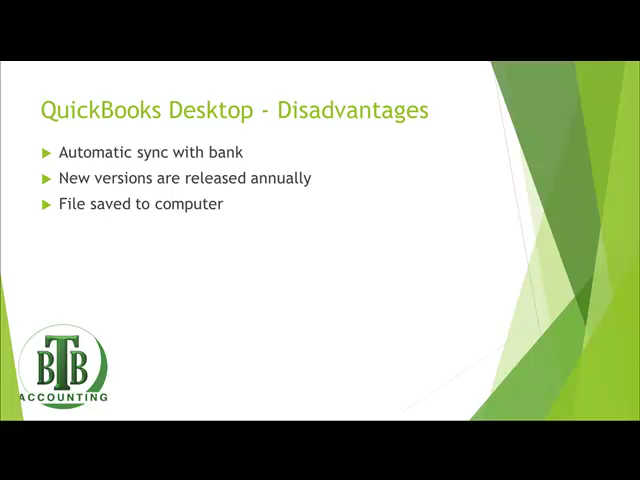 QuickBooks Desktop - Disadvantages
Automatic sync with bank
New versions are released annually
File saved to computer
BTB
ACCOUNTING